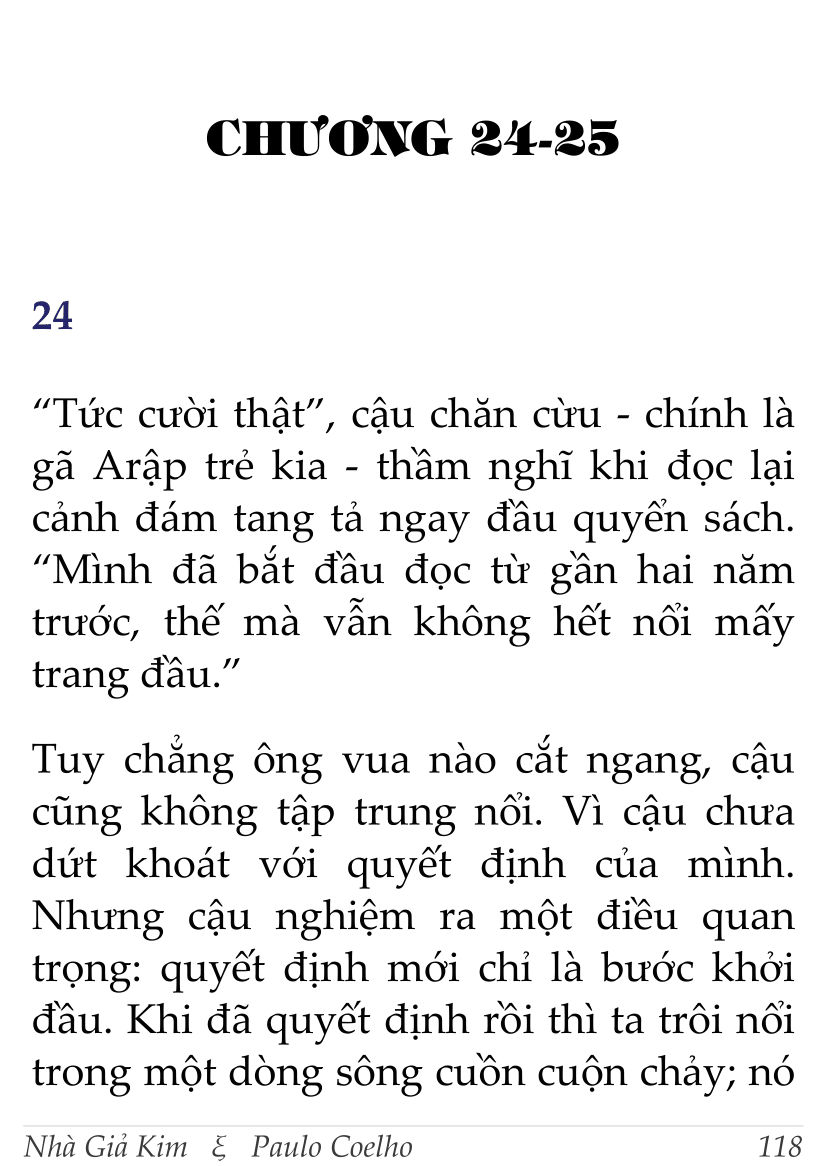 CHƯƠNG 24-25
24
“Tức cười thật”, cậu chăn cừu - chính là
gã Arập trẻ kia - thầm nghĩ khi đọc lại
cảnh đám tang tả ngay đầu quyển sách.
“Mình đã bắt đầu đọc từ gần hai năm
trước, thế mà vẫn không hết nổi mấy
trang đầu.”
Tuy chẳng ông vua nào cắt ngang, cậu
cũng không tập trung nổi. Vì cậu chưa
dứt khoát với quyết định của mình.
Nhưng cậu nghiệm ra một điều quan
trọng: quyết định mới chỉ là bước khởi
đầu. Khi đã quyết định rồi thì ta trôi nổi
trong một dòng sông cuồn cuộn chảy; nó
Nhà Giả Kim ξ Paulo Coelho 118